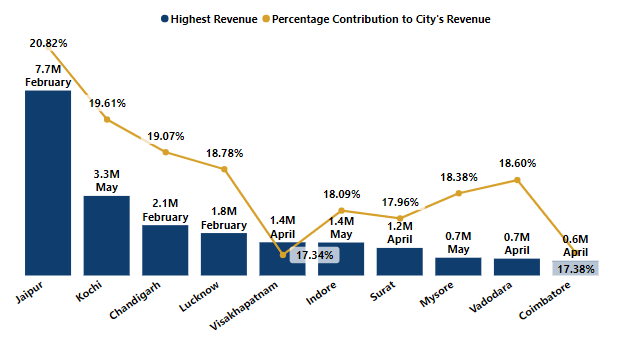 Highest Revenue Percentage Contribution to City's Revenue
20.82%
7.7M
February
19.61%
3.3M
May
19.07%
2.1M
February
18.78%
1.8M
February
1.4M
April
17.34%
18.09%
1.4M
May
17.96%
1.2M
April
18.38%
0.7M
May
18.60%
0.7M
April
0.6M
April
17.38%
Jaipur
Kochi
Chandigarh
Lucknow
Visakhapatnam
Indore
Surat
Mysore
Vadodara
Coimbatore